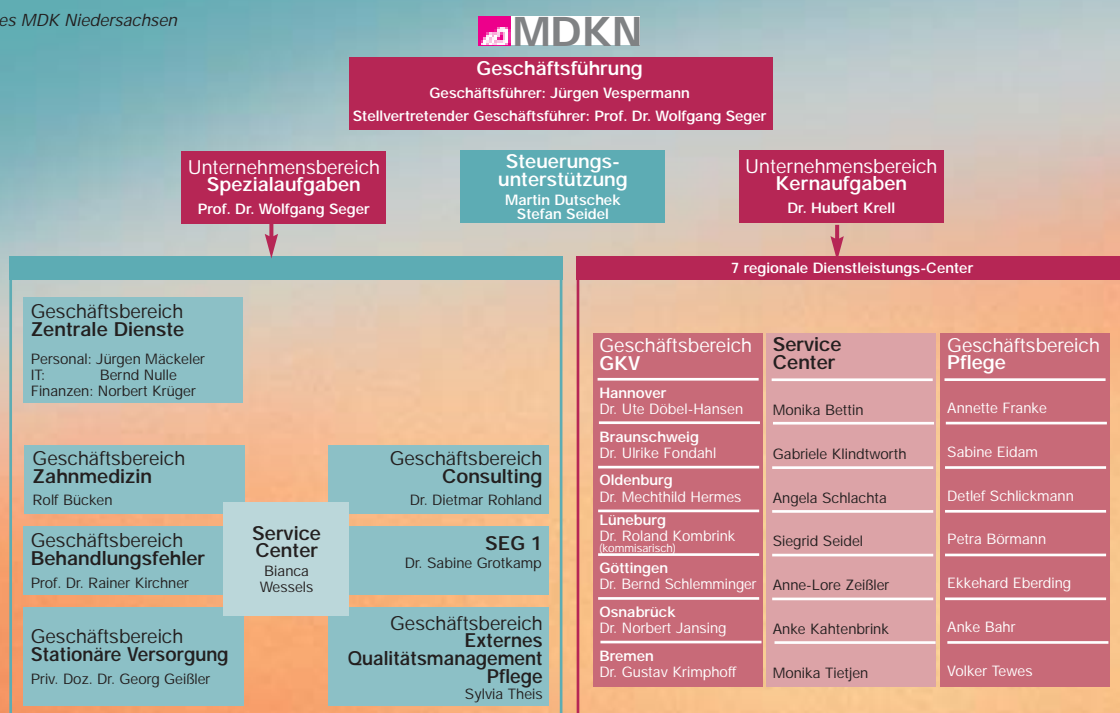 es MDK Niedersachsen
MDKN
Geschäftsführung
Geschäftsführer: Jürgen Vespermann
Stellvertretender Geschäftsführer: Prof. Dr. Wolfgang Seger
Unternehmensbereich
Spezialaufgaben
Prof. Dr. Wolfgang Seger
Steuerungs-
unterstützung
Martin Dutschek
Stefan Seidel
Unternehmensbereich
Kernaufgaben
Dr. Hubert Krell
Geschäftsbereich
Zentrale Dienste
Personal: Jürgen Mäckeler
IT: Bernd Nulle
Finanzen: Norbert Krüger
Geschäftsbereich
Zahnmedizin
Rolf Bücken
Geschäftsbereich
Consulting
Dr. Dietmar Rohland
Geschäftsbereich
Behandlungsfehler
Prof. Dr. Rainer Kirchner
Service
Center
Bianca
Wessels
SEG 1
Dr. Sabine Grotkamp
Geschäftsbereich
Stationäre Versorgung
Priv. Doz. Dr. Georg Geißler
Geschäftsbereich
Externes
Qualitätsmanagement
Pflege
Sylvia Theis
7 regionale Dienstleistungs-Center
Geschäftsbereich
GKV
Service
Center
Geschäftsbereich
Pflege
Hannover
Dr. Ute Döbel-Hansen
Monika Bettin
Annette Franke
Braunschweig
Dr. Ulrike Fondahl
Gabriele Klindtworth
Sabine Eidam
Oldenburg
Dr. Mechthild Hermes
Angela Schlachta
Detlef Schlickmann
Lüneburg
Dr. Roland Kombrink
(kommisarisch)
Siegrid Seidel
Petra Börmann
Göttingen
Dr. Bernd Schlemminger
Anne-Lore Zeißler
Ekkehard Eberding
Osnabrück
Dr. Norbert Jansing
Anke Kahtenbrink
Anke Bahr
Bremen
Dr. Gustav Krimphoff
Monika Tietjen
Volker Tewes